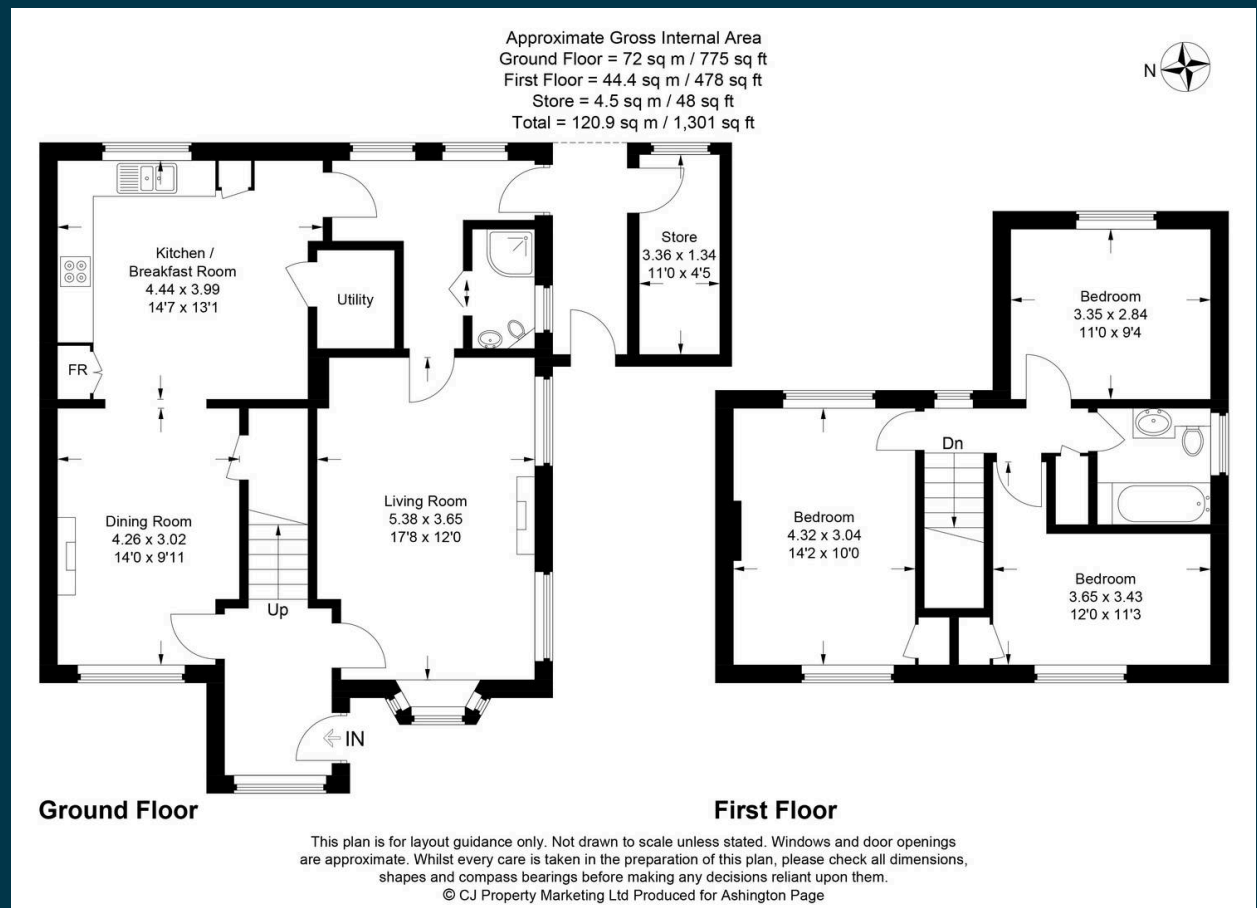 Approximate Gross Internal Area
Ground Floor = 72 sq m / 775 sq ft
First Floor = 44.4 sq m / 478 sq ft
Store = 4.5 sq m / 48 sq ft
Total = 120.9 sq m / 1,301 sq ft
N
Kitchen /
Breakfast Room
4.44 x 3.99
14'7 x 13'1
Utility
Store
3.36 x 1.34
11'0 x 4'5
FR
Dining Room
4.26 x 3.02
14'0 x 9'11
Up
Living Room
5.38 x 3.65
17'8 x 12'0
IN
Ground Floor
Bedroom
3.35 x 2.84
11'0 x 9'4
Dn
Bedroom
4.32 x 3.04
14'2 x 10'0
Bedroom
3.65 x 3.43
12'0 x 11'3
First Floor
This plan is for layout guidance only. Not drawn to scale unless stated. Windows and door openings
are approximate. Whilst every care is taken in the preparation of this plan, please check all dimensions,
shapes and compass bearings before making any decisions reliant upon them.
© CJ Property Marketing Ltd Produced for Ashington Page